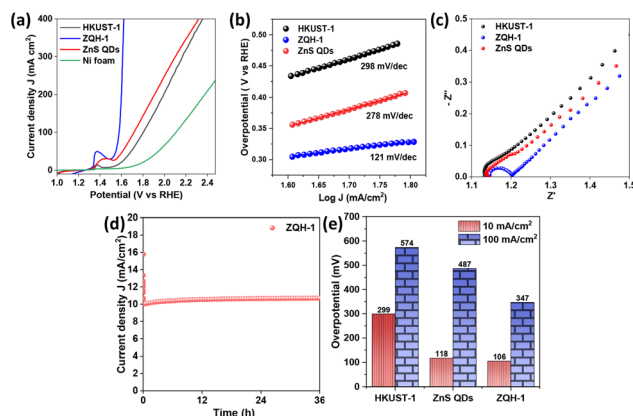 (a)
HKUST-1
ZQH-1
ZnS QDs
Ni foam
Current density J (mA cm²)
400
300
200
100
0
1.0 1.2 1.4 1.6 1.8 2.0 2.2 2.4
Potential (V vs RHE)
(b)
HKUST-1
ZQH-1
ZnS QDs
Overpotential ( V vs RHE)
0.50
0.45
0.40
0.35
0.30
298 mV/dec
278 mV/dec
121 mV/dec
1.60 1.65 1.70 1.75 1.80
Log J (mA/cm²)
(c)
HKUST-1
ZQH-1
ZnS QDs
- Z''
0.4
0.3
0.2
0.1
0.0
1.1 1.2 1.3 1.4 1.5
Z'
(d)
ZQH-1
Current density J (mA/cm²)
20
18
16
14
12
10
8
6
4
2
0
0 12 24 36
Time (h)
(e)
10 mA/cm²
100 mA/cm²
Overpotential (mV)
700
600
500
400
300
200
100
0
299
574
118
487
106
347
HKUST-1 ZnS QDs ZQH-1